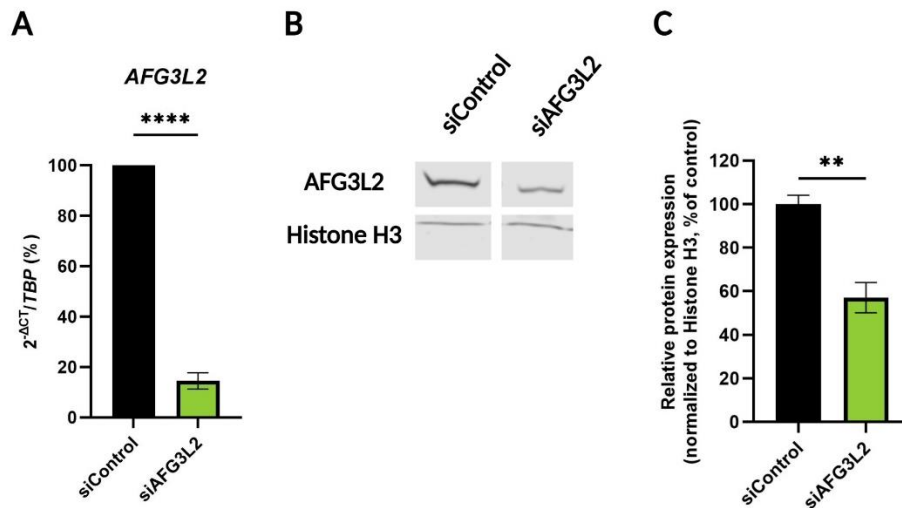 A
AFG3L2
****
100
80
60
40
20
0
2^-ΔCT/TBP (%)
siControl
siAFG3L2
B
siControl
siAFG3L2
AFG3L2
Histone H3
C
**
120
100
80
60
40
20
0
Relative protein expression
(normalized to Histone H3, % of control)
siControl
siAFG3L2